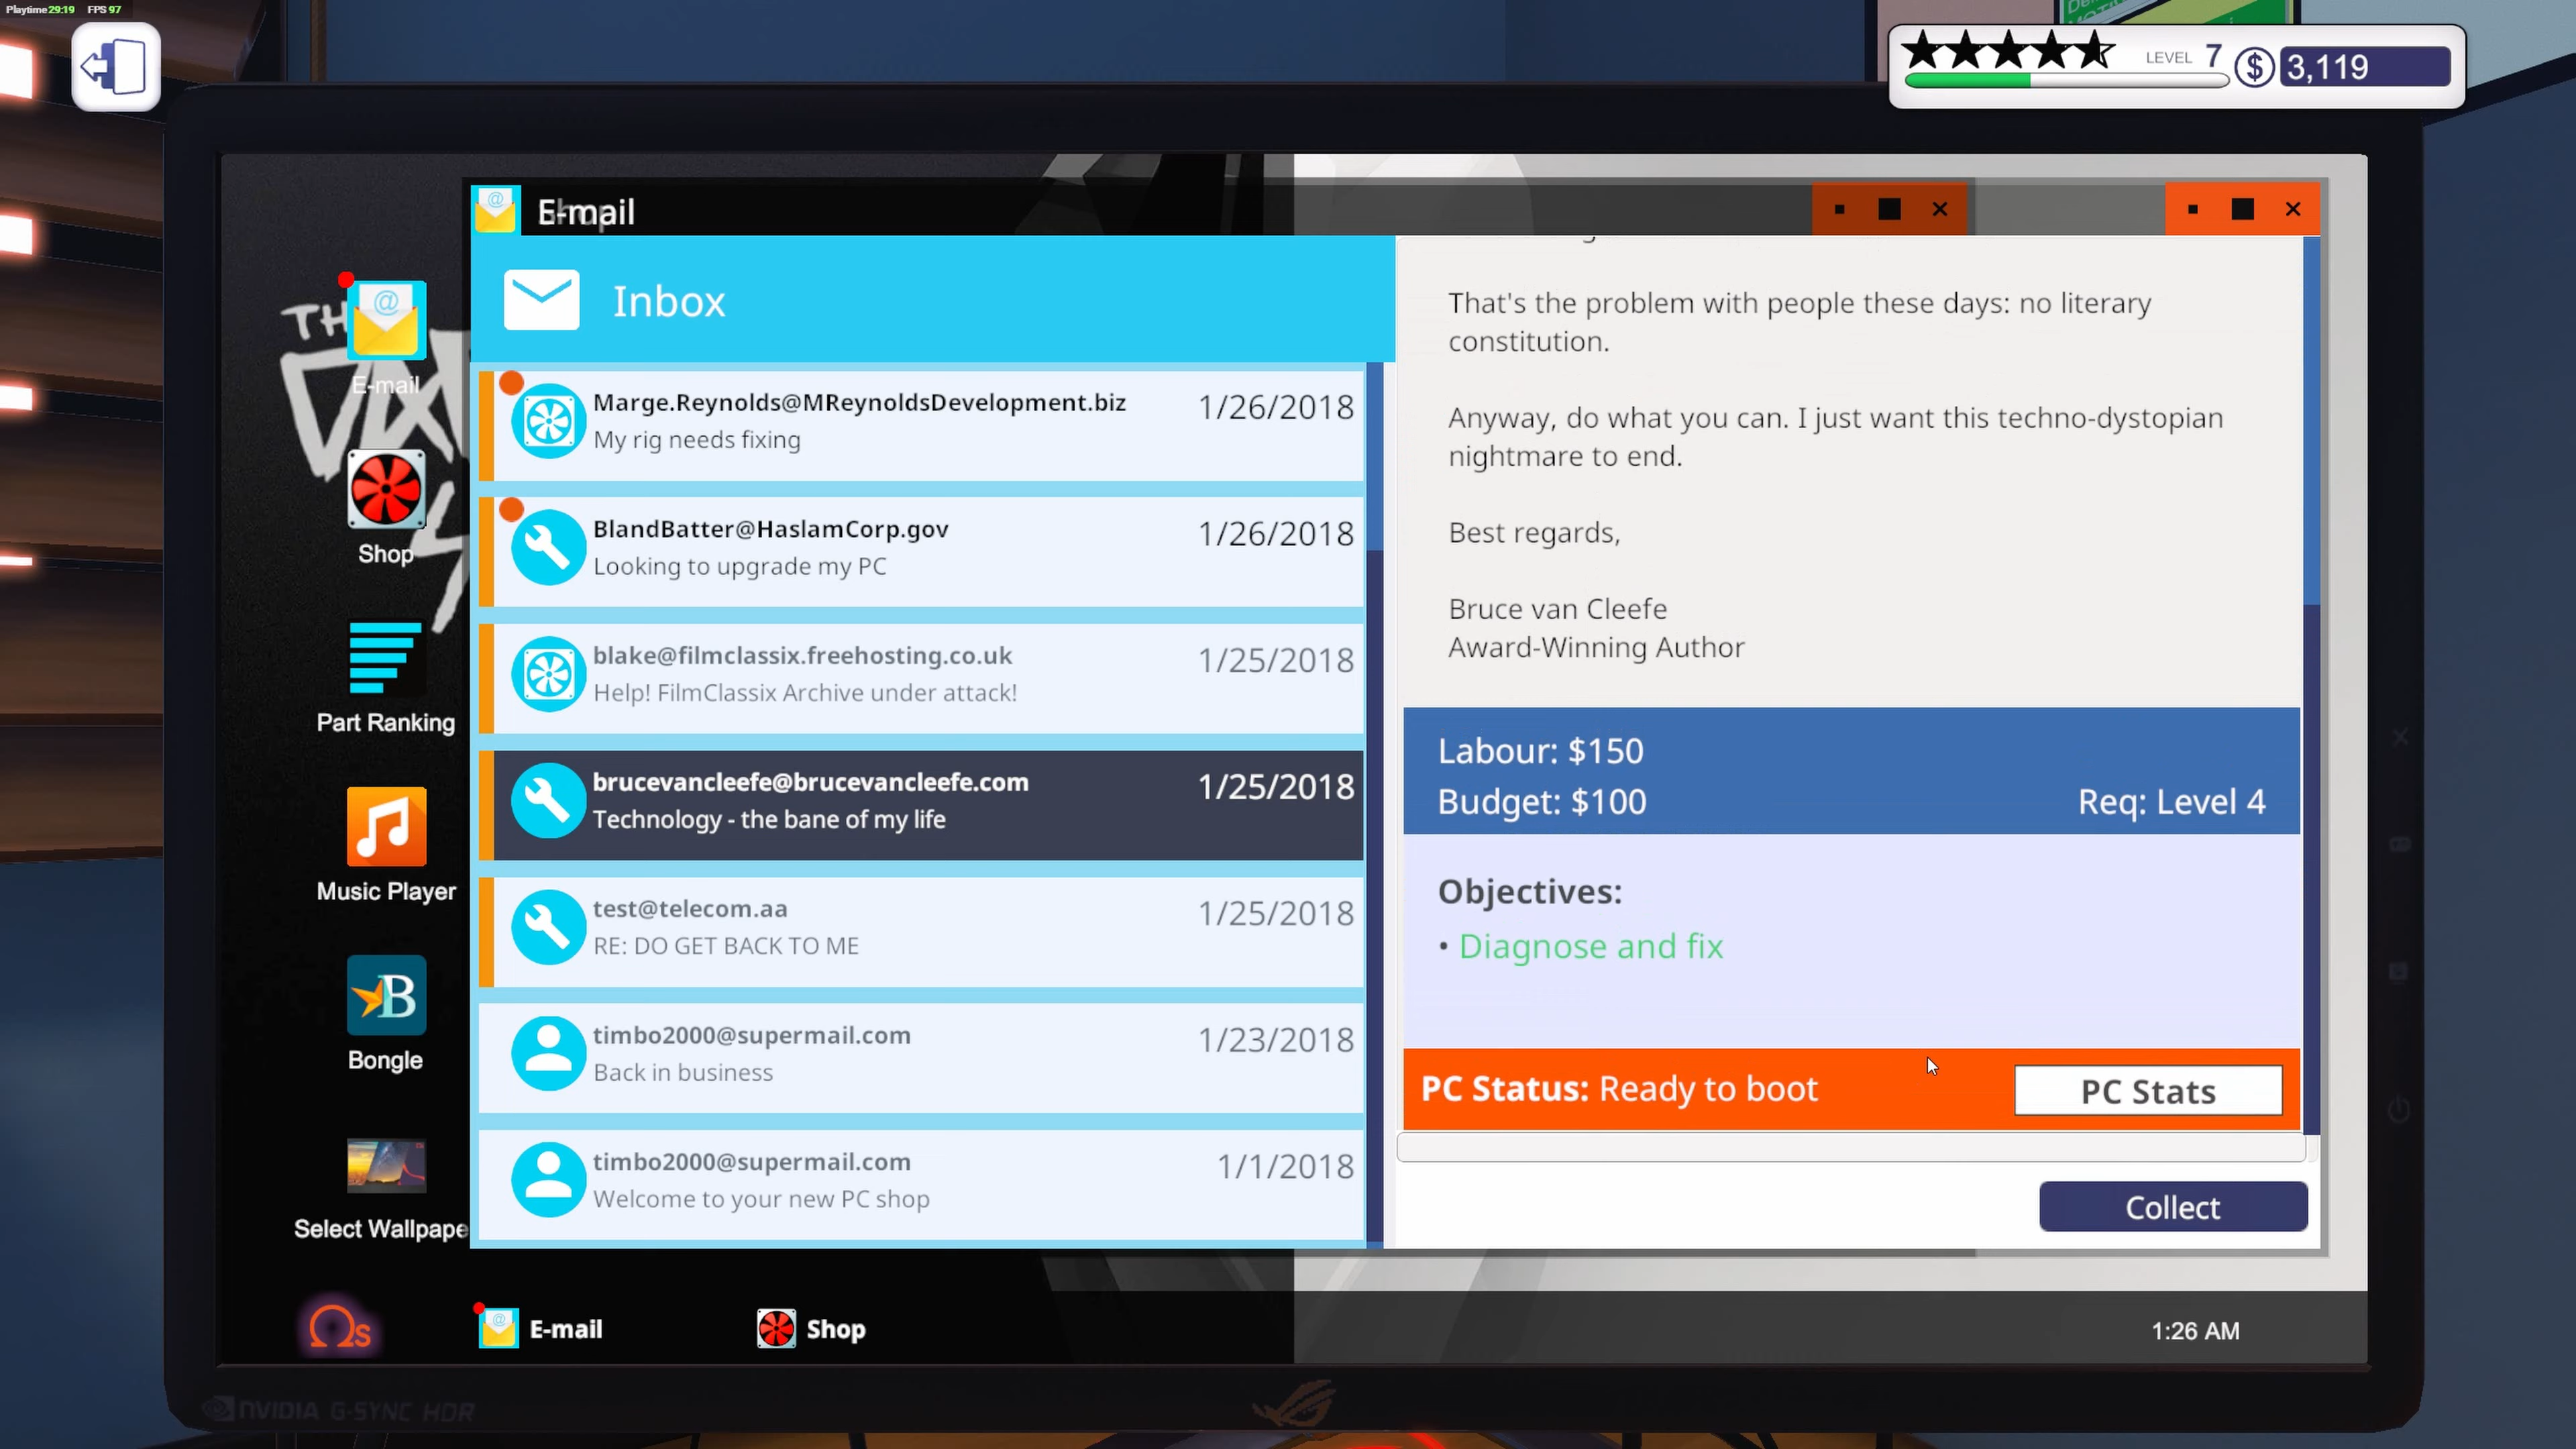 Playtime 29:19 FPS 97
LEVEL 7 $ 3,119
E-mail
Inbox
Marge.Reynolds@MReynoldsDevelopment.biz 1/26/2018
My rig needs fixing
BlandBatter@HaslamCorp.gov 1/26/2018
Looking to upgrade my PC
blake@filmclassix.freehosting.co.uk 1/25/2018
Help! FilmClassix Archive under attack!
brucevancleefe@brucevancleefe.com 1/25/2018
Technology - the bane of my life
test@telecom.aa 1/25/2018
RE: DO GET BACK TO ME
timbo2000@supermail.com 1/23/2018
Back in business
timbo2000@supermail.com 1/1/2018
Welcome to your new PC shop
That's the problem with people these days: no literary
constitution.
Anyway, do what you can. I just want this techno-dystopian
nightmare to end.
Best regards,
Bruce van Cleefe
Award-Winning Author
Labour: $150
Budget: $100 Req: Level 4
Objectives:
• Diagnose and fix
PC Status: Ready to boot PC Stats
Collect
E-mail
Shop
Part Ranking
Music Player
Bongle
Select Wallpape
Ωs E-mail Shop 1:26 AM
NVIDIA G-SYNC HDR